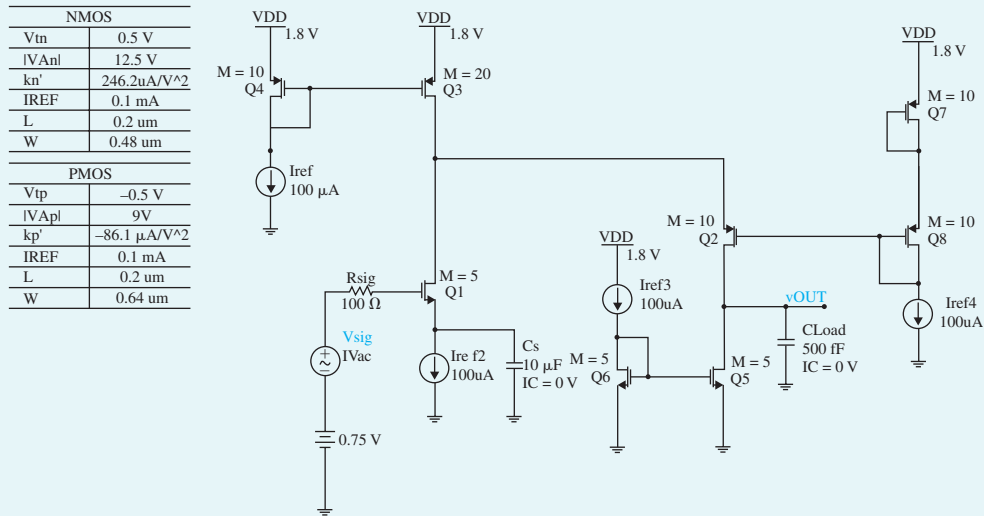 NMOS
Vtn 0.5 V
|VAn| 12.5 V
kn' 246.2uA/V^2
IREF 0.1 mA
L 0.2 um
W 0.48 um
PMOS
Vtp –0.5 V
|VAp| 9V
kp' –86.1 μA/V^2
IREF 0.1 mA
L 0.2 um
W 0.64 um
VDD
1.8 V
VDD
1.8 V
VDD
1.8 V
M = 10
Q4
M = 20
Q3
M = 10
Q7
Iref
100 μA
M = 10
Q2
M = 10
Q8
VDD
1.8 V
Rsig
100 Ω
M = 5
Q1
Iref3
100uA
vOUT
Iref4
100uA
Vsig
IVac
Ire f2
100uA
Cs
10 μF
IC = 0 V
M = 5
Q6
M = 5
Q5
CLoad
500 fF
IC = 0 V
0.75 V